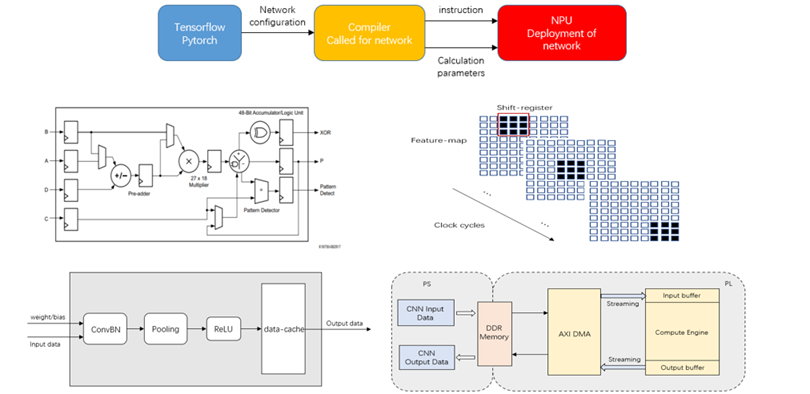 Tensorflow
Pytorch
Network
configuration
Compiler
Called for network
instruction
Calculation
parameters
NPU
Deployment of
network
48-Bit Accumulator/Logic Unit
B
A
D
C
+/-
Pre-adder
×
27 x 18
Multiplier
=
Pattern Detector
XOR
P
Pattern
Detect
Shift-register
Feature-map
...
...
Clock cycles
weight/bias
Input data
ConvBN
Pooling
ReLU
data-cache
Output data
PS
PL
CNN Input
Data
CNN
Output Data
DDR
Memory
AXI DMA
Streaming
Streaming
Input buffer
Compute Engine
Output buffer